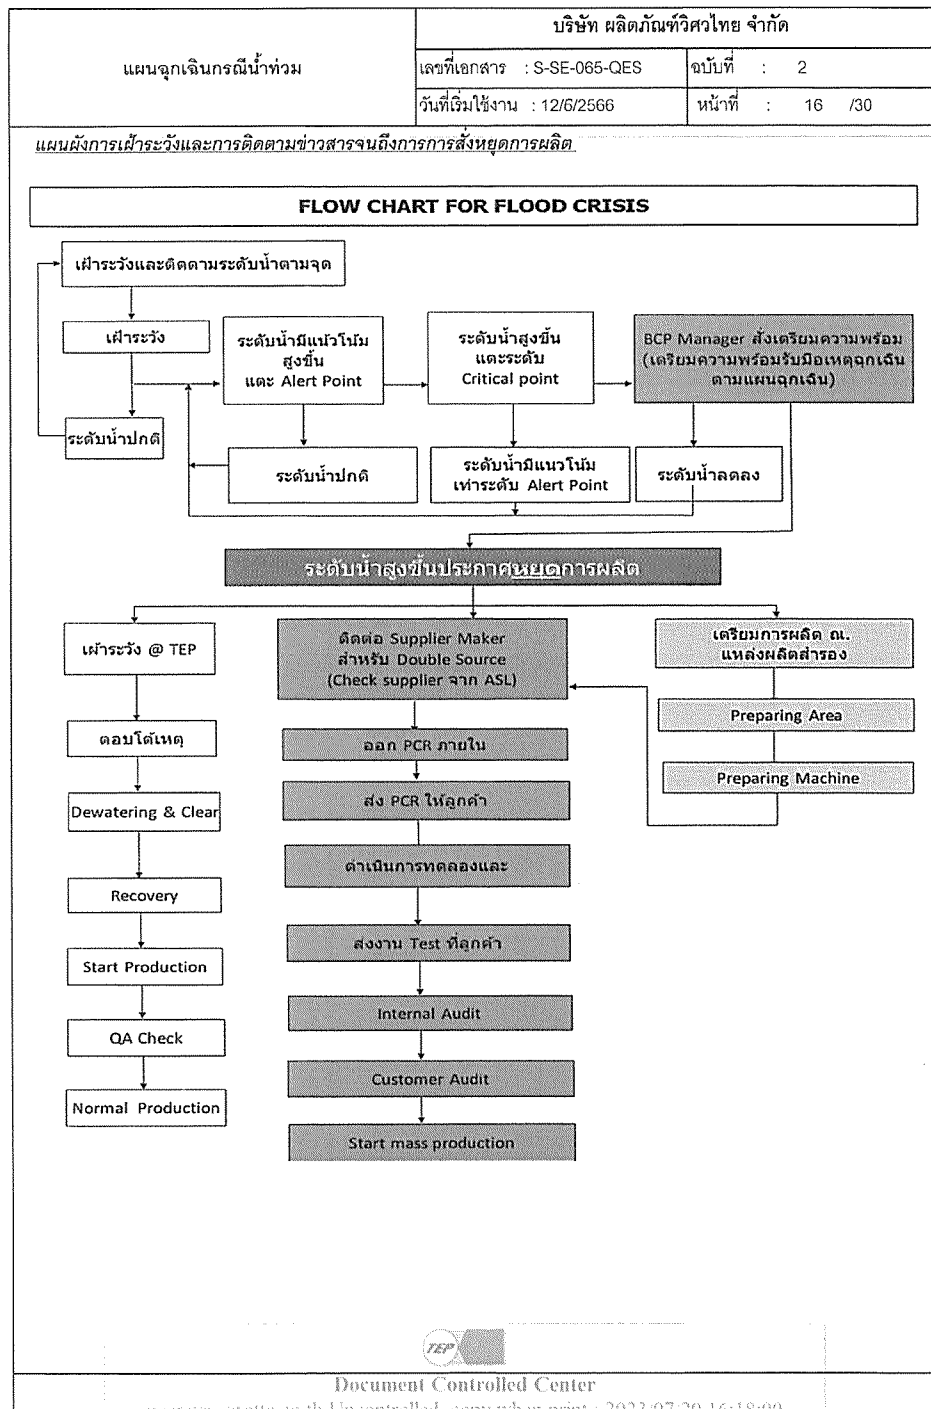 บริษัท ผลิตภัณฑ์วิศวไทย จำกัด
แผนฉุกเฉินกรณีน้ำท่วม
เลขที่เอกสาร : S-SE-065-QES
ฉบับที่ : 2
วันที่เริ่มใช้งาน : 12/6/2566
หน้าที่ : 16 /30
แผนผังการเฝ้าระวังและการติดตามข่าวสารจนถึงการการสั่งหยุดการผลิต
FLOW CHART FOR FLOOD CRISIS
เฝ้าระวังและติดตามระดับน้ำตามจุด
เฝ้าระวัง
ระดับน้ำมีแนวโน้ม
สูงขึ้น
แตะ Alert Point
ระดับน้ำสูงขึ้น
แตะระดับ
Critical point
BCP Manager สั่งเตรียมความพร้อม
(เตรียมความพร้อมรับมือเหตุฉุกเฉิน
ตามแผนฉุกเฉิน)
ระดับน้ำปกติ
ระดับน้ำปกติ
ระดับน้ำมีแนวโน้ม
เท่าระดับ Alert Point
ระดับน้ำลดลง
ระดับน้ำสูงขึ้นประกาศหยุดการผลิต
เฝ้าระวัง @ TEP
ติดต่อ Supplier Maker
สำหรับ Double Source
(Check supplier จาก ASL)
เตรียมการผลิต ณ.
แหล่งผลิตสำรอง
Preparing Area
ตอบโต้เหตุ
ออก PCR ภายใน
Preparing Machine
Dewatering & Clear
ส่ง PCR ให้ลูกค้า
ดำเนินการทดลองและ
Recovery
ส่งงาน Test ที่ลูกค้า
Start Production
Internal Audit
QA Check
Customer Audit
Normal Production
Start mass production
TEP
Document Controlled Center